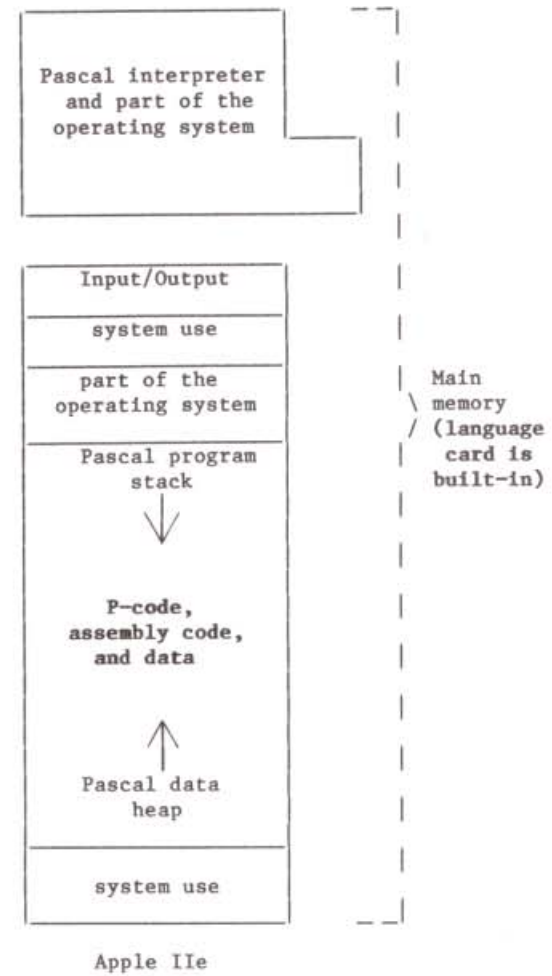 Pascal interpreter
and part of the
operating system
Input/Output
system use
part of the
operating system
Pascal program
stack
P-code,
assembly code,
and data
Pascal data
heap
system use
Main
memory
(language
card is
built-in)
Apple IIe